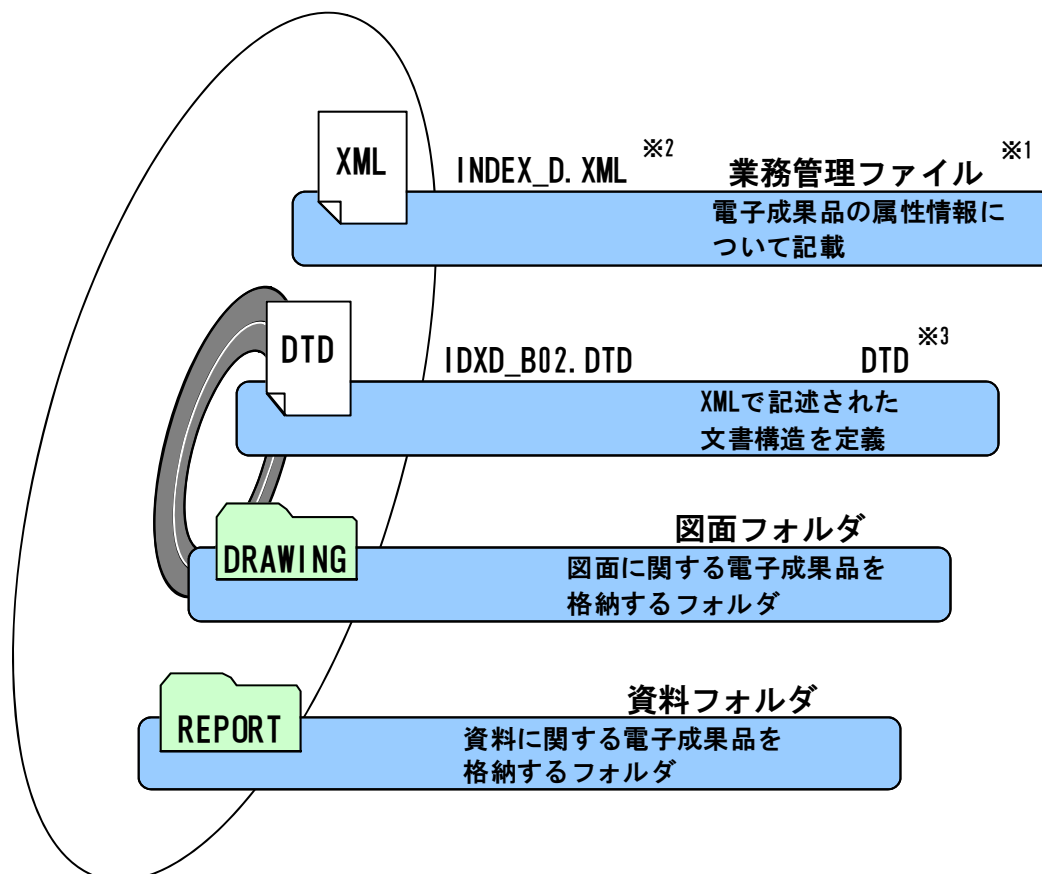 XML
INDEX_D.XML ※2 業務管理ファイル ※1
電子成果品の属性情報に
ついて記載
DTD
IDXD_B02.DTD DTD ※3
XMLで記述された
文書構造を定義
DRAWING
図面フォルダ
図面に関する電子成果品を
格納するフォルダ
REPORT
資料フォルダ
資料に関する電子成果品を
格納するフォルダ